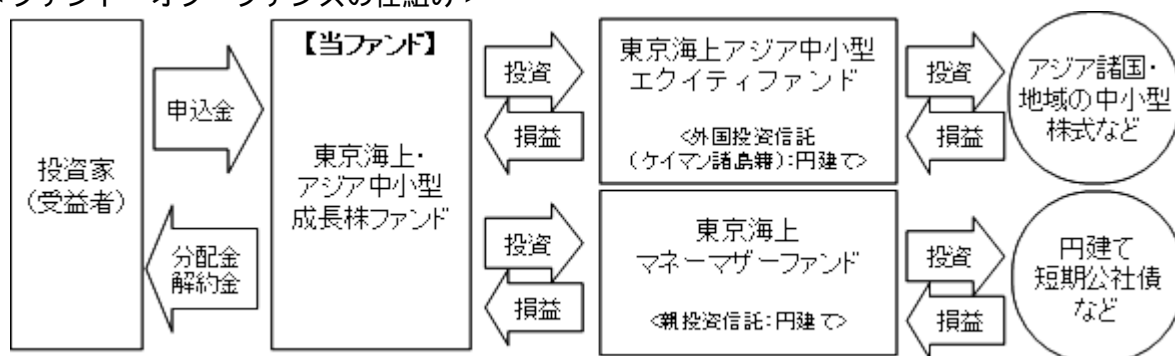 <ファンド・オブ・ファンズの仕組み>
投資家
(受益者)
申込金
分配金
解約金
【当ファンド】
東京海上・
アジア中小型
成長株ファンド
投資
損益
東京海上アジア中小型
エクイティファンド
<外国投資信託
(ケイマン諸島籍):円建て>
投資
損益
アジア諸国・
地域の中小型
株式など
投資
損益
東京海上
マネーマザーファンド
<親投資信託:円建て>
投資
損益
円建て
短期公社債
など